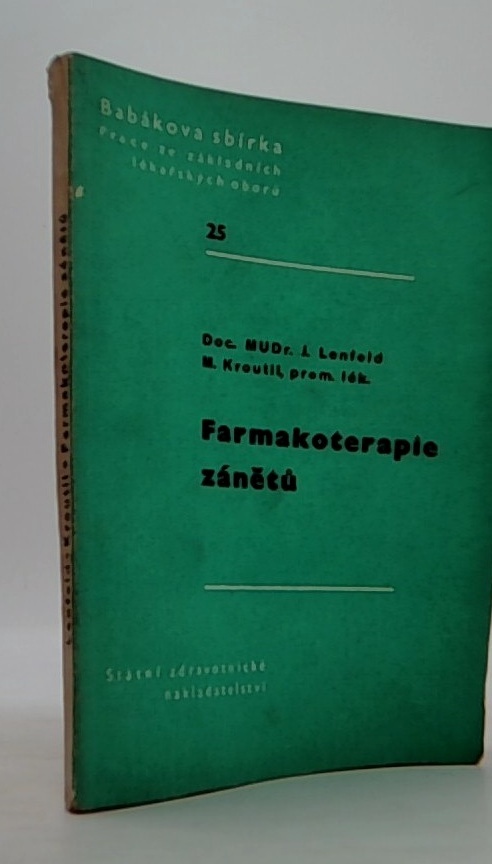 Babákova sbírka
Práce ze základních
lékařských oborů
25
Doc. MUDr. J. Lenfeld
M. Kroutil, prom. lék.
Farmakoterapie
zánětů
Státní zdravotnické
nakladatelství
Lenfeld - Kroutil - Farmakoterapie zánětů